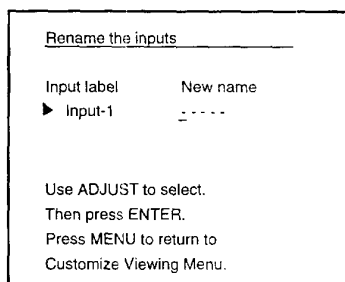 Rename the inputs
Input label New name
▶ Input-1 _ - - - -
Use ADJUST to select.
Then press ENTER.
Press MENU to return to
Customize Viewing Menu.